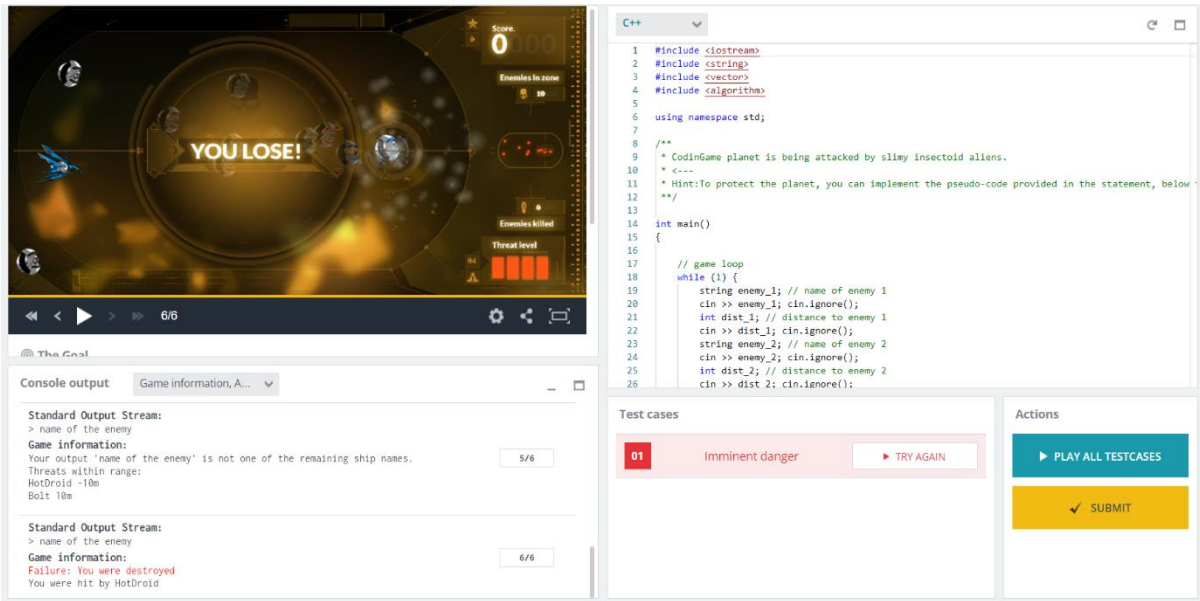 Score
0000
Enemies in zone
10
YOU LOSE!
0
Enemies killed
Threat level
6/6
The Goal
Console output
Game information, A...
Standard Output Stream:
> name of the enemy
Game information:
Your output 'name of the enemy' is not one of the remaining ship names.
Threats within range:
HotDroid -10m
Bolt 10m
5/6
Standard Output Stream:
> name of the enemy
Game information:
Failure: You were destroyed
You were hit by HotDroid
6/6
C++
1 #include <iostream>
2 #include <string>
3 #include <vector>
4 #include <algorithm>
5
6 using namespace std;
7
8 /**
9 * CodinGame planet is being attacked by slimy insectoid aliens.
10 * <---
11 * Hint:To protect the planet, you can implement the pseudo-code provided in the statement, below
12 **/
13
14 int main()
15 {
16
17 // game loop
18 while (1) {
19 string enemy_1; // name of enemy 1
20 cin >> enemy_1; cin.ignore();
21 int dist_1; // distance to enemy 1
22 cin >> dist_1; cin.ignore();
23 string enemy_2; // name of enemy 2
24 cin >> enemy_2; cin.ignore();
25 int dist_2; // distance to enemy 2
26 cin >> dist_2; cin.ignore();
Test cases
01 Imminent danger
TRY AGAIN
Actions
PLAY ALL TESTCASES
SUBMIT